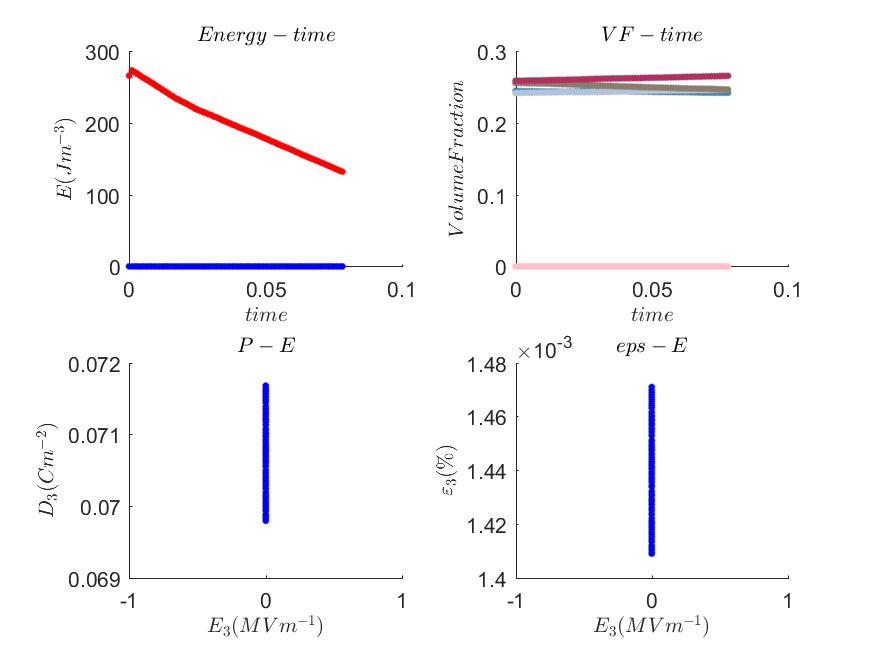 Energy − time
300
200
100
0
E(Jm⁻³)
0
0.05
0.1
time
VF − time
0.3
0.2
0.1
0
VolumeFraction
0
0.05
0.1
time
P − E
0.072
0.071
0.07
0.069
D₃(Cm⁻²)
-1
0
1
E₃(MVm⁻¹)
×10⁻³
eps − E
1.48
1.46
1.44
1.42
1.4
ε₃(%)
-1
0
1
E₃(MVm⁻¹)